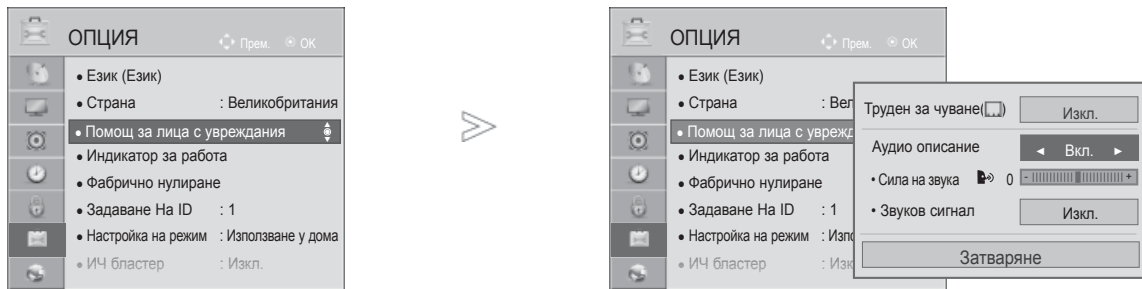 ОПЦИЯ Прем. OK
• Език (Език)
• Страна : Великобритания
• Помощ за лица с увреждания
• Индикатор за работа
• Фабрично нулиране
• Задаване На ID : 1
• Настройка на режим : Използване у дома
• ИЧ бластер : Изкл.
ОПЦИЯ Прем. OK
• Език (Език)
• Страна : Вел
• Помощ за лица с увреж
• Индикатор за работа
• Фабрично нулиране
• Задаване На ID : 1
• Настройка на режим : Изпо
• ИЧ бластер : Изк
Труден за чуване( ) Изкл.
Аудио описание ◄ Вкл. ►
• Сила на звука 0 - +
• Звуков сигнал Изкл.
Затваряне